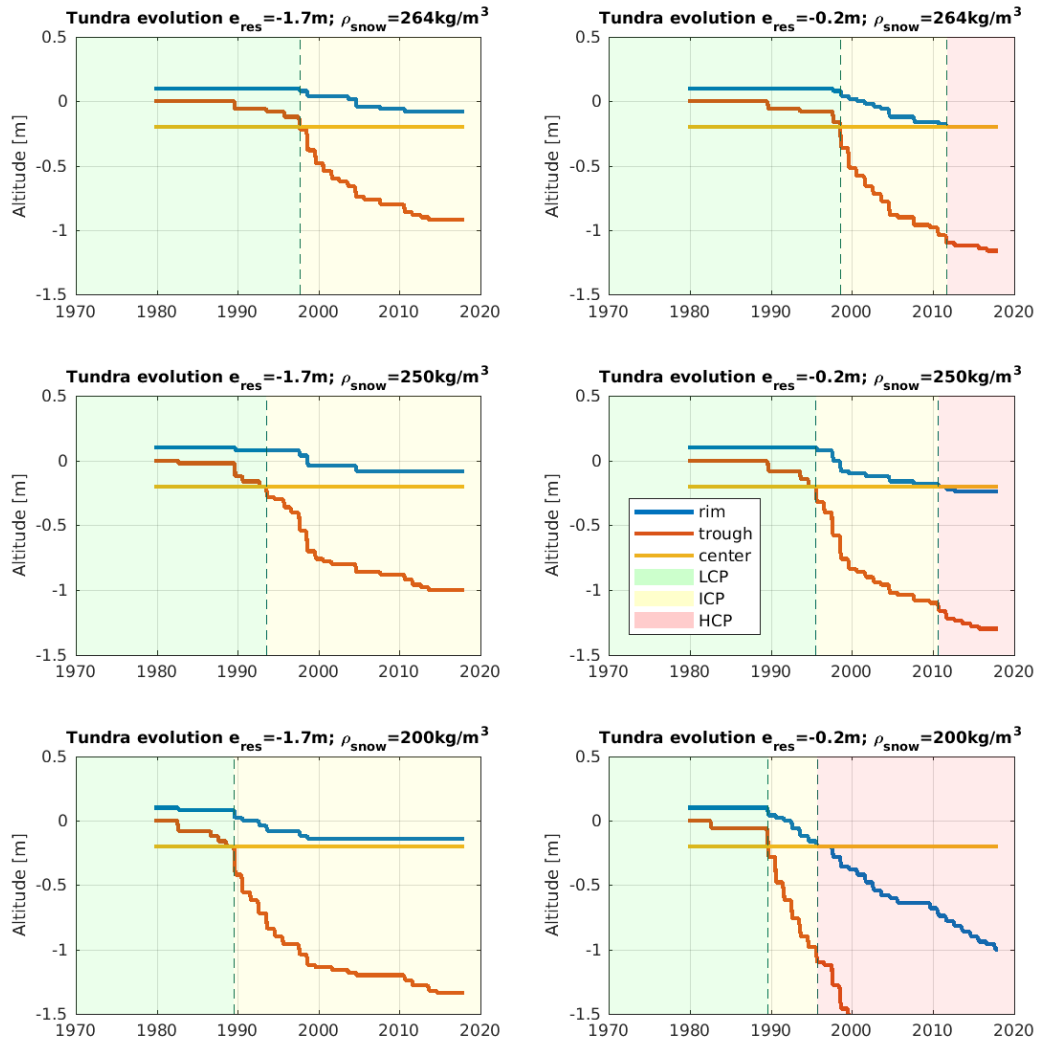 Tundra evolution e_res=-1.7m; ρ_snow=264kg/m³
0.5
0
-0.5
-1
-1.5
Altitude [m]
1970 1980 1990 2000 2010 2020
Tundra evolution e_res=-0.2m; ρ_snow=264kg/m³
0.5
0
-0.5
-1
-1.5
Altitude [m]
1970 1980 1990 2000 2010 2020
Tundra evolution e_res=-1.7m; ρ_snow=250kg/m³
0.5
0
-0.5
-1
-1.5
Altitude [m]
1970 1980 1990 2000 2010 2020
Tundra evolution e_res=-0.2m; ρ_snow=250kg/m³
0.5
0
-0.5
-1
-1.5
Altitude [m]
rim
trough
center
LCP
ICP
HCP
1970 1980 1990 2000 2010 2020
Tundra evolution e_res=-1.7m; ρ_snow=200kg/m³
0.5
0
-0.5
-1
-1.5
Altitude [m]
1970 1980 1990 2000 2010 2020
Tundra evolution e_res=-0.2m; ρ_snow=200kg/m³
0.5
0
-0.5
-1
-1.5
Altitude [m]
1970 1980 1990 2000 2010 2020